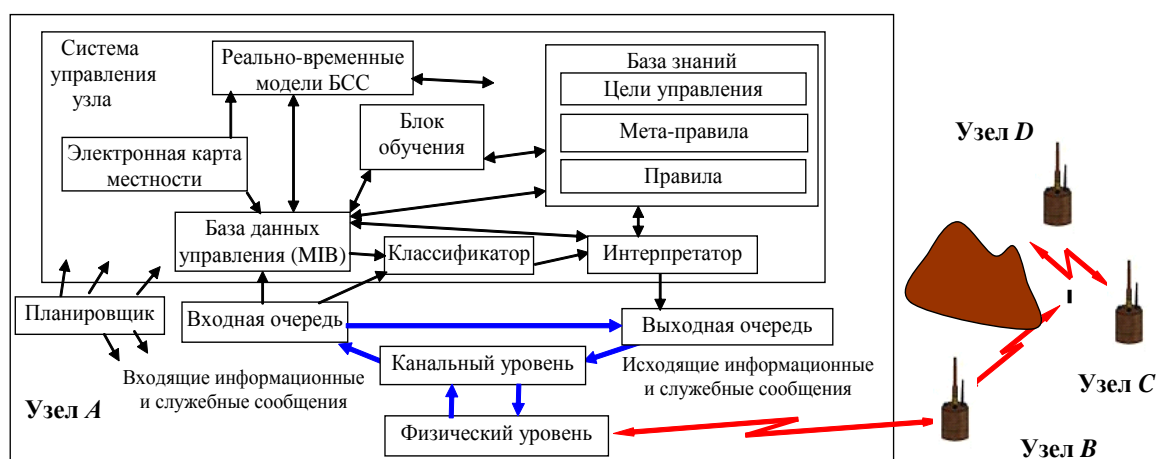 Система
управления
узла
Реально-временные
модели БСС
База знаний
Цели управления
Мета-правила
Правила
Блок
обучения
Электронная карта
местности
База данных
управления (MIB)
Классификатор
Интерпретатор
Планировщик
Входная очередь
Выходная очередь
Канальный уровень
Входящие информационные
и служебные сообщения
Исходящие информационные
и служебные сообщения
Физический уровень
Узел A
Узел D
Узел C
Узел B